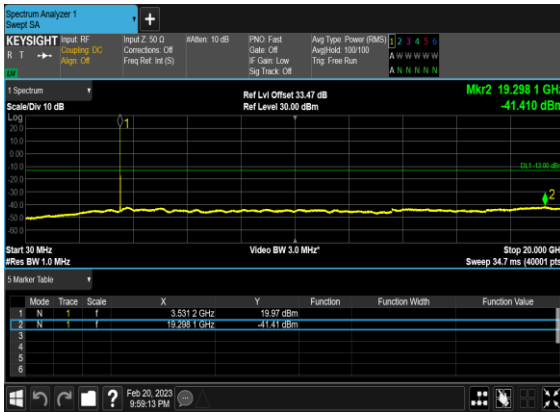 Spectrum Analyzer 1
Swept SA
KEYSIGHT Input: RF Input Z: 50 Ω #Atten: 10 dB PNO: Fast Avg Type: Power (RMS) 1 2 3 4 5 6
R T Coupling: DC Corrections: Off Gate: Off Avg|Hold: 100/100 A W W W W W
Align: Off Freq Ref: Int (S) IF Gain: Low Trig: Free Run
Sig Track: Off A N N N N N
1 Spectrum Ref Lvl Offset 33.47 dB Mkr2 19.298 1 GHz
Scale/Div 10 dB Ref Level 30.00 dBm -41.410 dBm
Log
20.0
10.0
0.00
-10.0
-20.0
-30.0
-40.0
-50.0
-60.0
1
DL1 -13.00 dBm
2
Start 30 MHz Video BW 3.0 MHz* Stop 20.000 GH
#Res BW 1.0 MHz Sweep 34.7 ms (40001 pts
5 Marker Table
Mode Trace Scale X Y Function Function Width Function Value
1 N 1 f 3.531 2 GHz 19.97 dBm
2 N 1 f 19.298 1 GHz -41.41 dBm
3
4
5
6
? Feb 20, 2023
9:59:13 PM